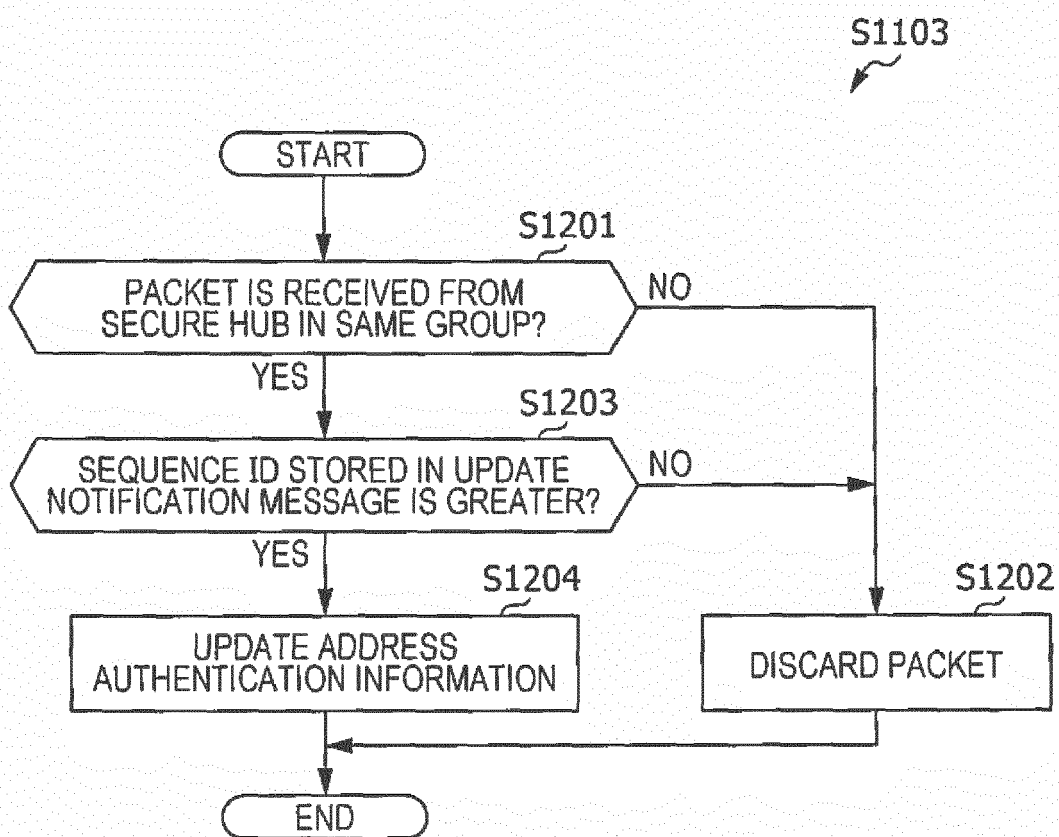 S1103
START
S1201
PACKET IS RECEIVED FROM
SECURE HUB IN SAME GROUP?
NO
YES
S1203
SEQUENCE ID STORED IN UPDATE
NOTIFICATION MESSAGE IS GREATER?
NO
YES
S1204
UPDATE ADDRESS
AUTHENTICATION INFORMATION
S1202
DISCARD PACKET
END